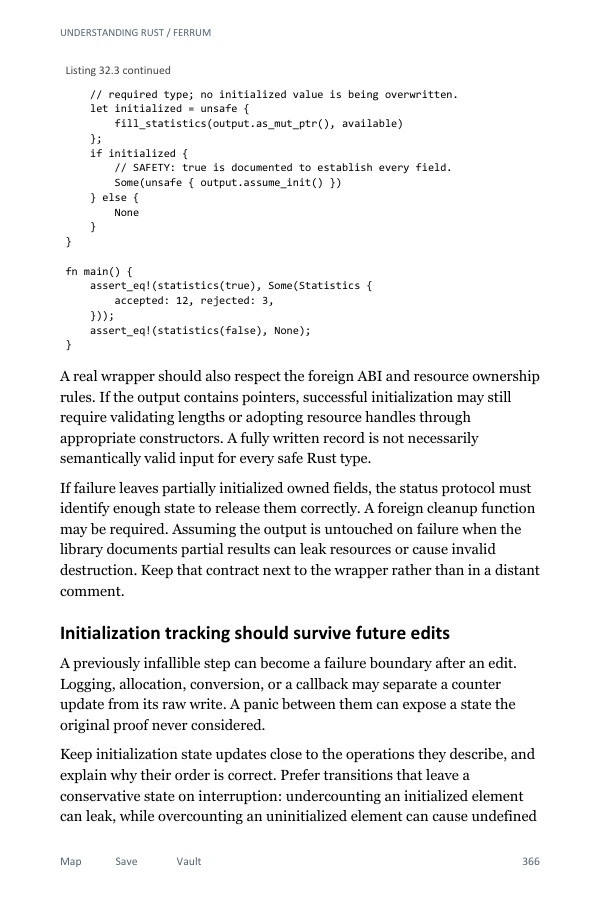 UNDERSTANDING RUST / FERRUM
Listing 32.3 continued
    // required type; no initialized value is being overwritten.
    let initialized = unsafe {
        fill_statistics(output.as_mut_ptr(), available)
    };
    if initialized {
        // SAFETY: true is documented to establish every field.
        Some(unsafe { output.assume_init() })
    } else {
        None
    }
}
fn main() {
    assert_eq!(statistics(true), Some(Statistics {
        accepted: 12, rejected: 3,
    }));
    assert_eq!(statistics(false), None);
}
A real wrapper should also respect the foreign ABI and resource ownership
rules. If the output contains pointers, successful initialization may still
require validating lengths or adopting resource handles through
appropriate constructors. A fully written record is not necessarily
semantically valid input for every safe Rust type.
If failure leaves partially initialized owned fields, the status protocol must
identify enough state to release them correctly. A foreign cleanup function
may be required. Assuming the output is untouched on failure when the
library documents partial results can leak resources or cause invalid
destruction. Keep that contract next to the wrapper rather than in a distant
comment.
Initialization tracking should survive future edits
A previously infallible step can become a failure boundary after an edit.
Logging, allocation, conversion, or a callback may separate a counter
update from its raw write. A panic between them can expose a state the
original proof never considered.
Keep initialization state updates close to the operations they describe, and
explain why their order is correct. Prefer transitions that leave a
conservative state on interruption: undercounting an initialized element
can leak, while overcounting an uninitialized element can cause undefined
Map Save Vault 366